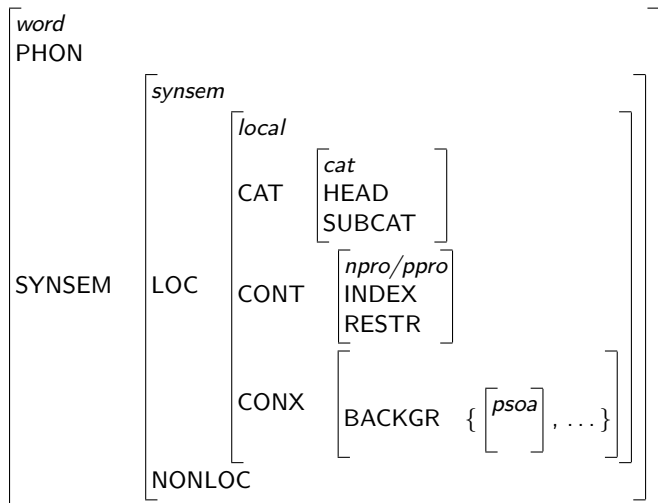 word
PHON
synsem
local
cat
CAT HEAD
SUBCAT
npro/ppro
SYNSEM LOC CONT INDEX
RESTR
psoa
CONX BACKGR { , ... }
NONLOC